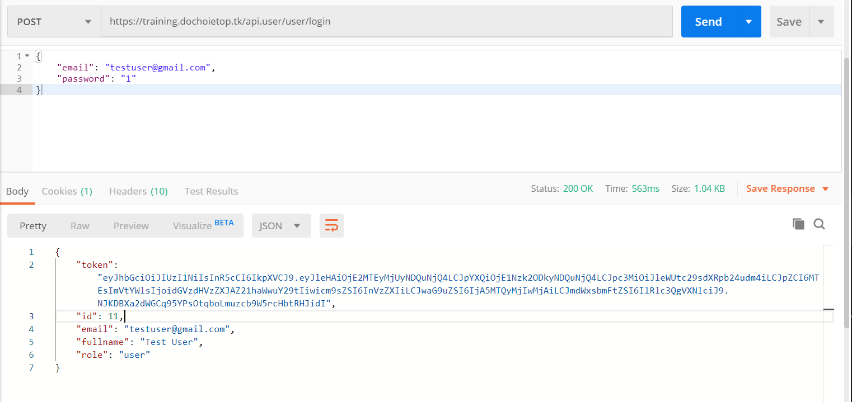 POST https://training.dochoietop.tk/api.user/user/login Send Save
1 {
2 "email": "testuser@gmail.com",
3 "password": "1"
4 }
Body Cookies (1) Headers (10) Test Results Status: 200 OK Time: 563ms Size: 1.04 KB Save Response
Pretty Raw Preview Visualize BETA JSON
1 {
2 "token":
"eyJhbGciOiJIUzI1NiIsInR5cCI6IkpXVCJ9.eyJleHAiOjE2MTEyMjUyNDQuNjQ4LCJpYXQiOjE1Nzk2ODkyNDQuNjQ4LCJpc3MiOiJleWUtc29sdXRpb24udm4iLCJpZCI6MT
EsImVtYWlsIjoidGVzdHVzZXJAZ21haWwuY29tIiwicm9sZSI6InVzZXIiLCJwaG9uZSI6IjA5MTQyMjIwMjAiLCJmdWxsbmFtZSI6IlRlc3QgVXNlciJ9.
3 "id": 11,
4 "email": "testuser@gmail.com",
5 "fullname": "Test User",
6 "role": "user"
7 }